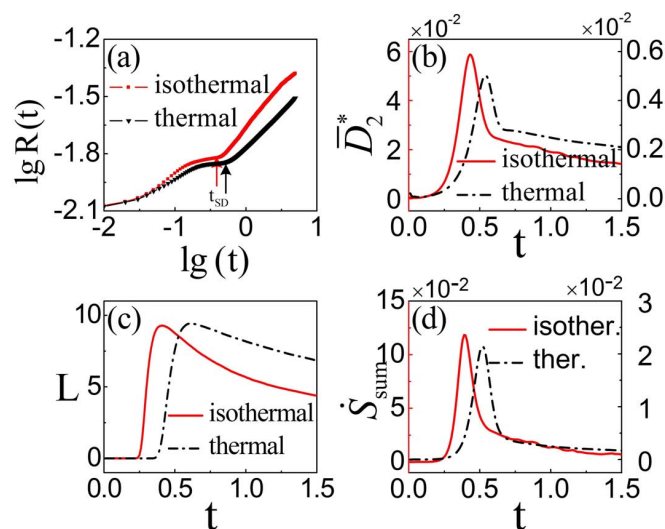 (a)
lg R (t)
-1.2
-1.5
-1.8
-2.1
isothermal
thermal
t_SD
-2 -1 0 1
lg (t)
(b)
×10⁻² ×10⁻²
D̅₂*
6
4
2
0
0.6
0.4
0.2
0.0
isothermal
thermal
0.0 0.5 1.0 1.5
t
(c)
L
10
5
0
isothermal
thermal
0.0 0.5 1.0 1.5
t
(d)
×10⁻² ×10⁻²
Ṡ_sum
15
10
5
0
3
2
1
0
isother.
ther.
0.0 0.5 1.0 1.5
t